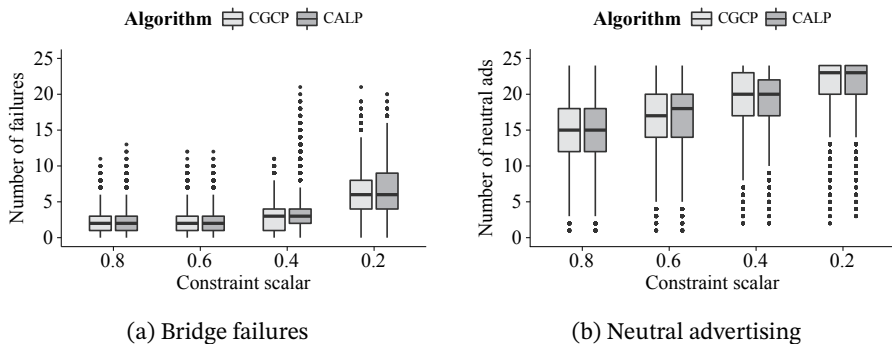 Algorithm CGCP CALP
Number of failures
25
20
15
10
5
0
0.8 0.6 0.4 0.2
Constraint scalar
(a) Bridge failures
Algorithm CGCP CALP
Number of neutral ads
25
20
15
10
5
0
0.8 0.6 0.4 0.2
Constraint scalar
(b) Neutral advertising